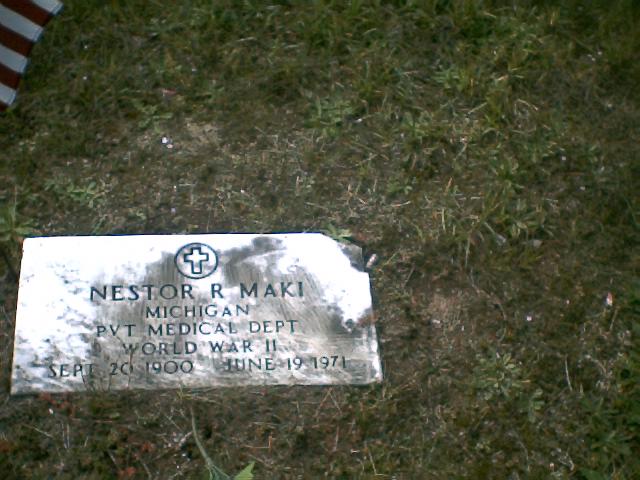 NESTOR R MAKI
MICHIGAN
PVT MEDICAL DEPT
WORLD WAR II
SEPT 20 1900 JUNE 19 1971